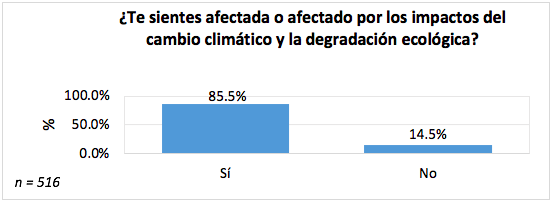 ¿Te sientes afectada o afectado por los impactos del
cambio climático y la degradación ecológica?
100.0%
50.0%
0.0%
%
85.5%
14.5%
Sí
No
n = 516